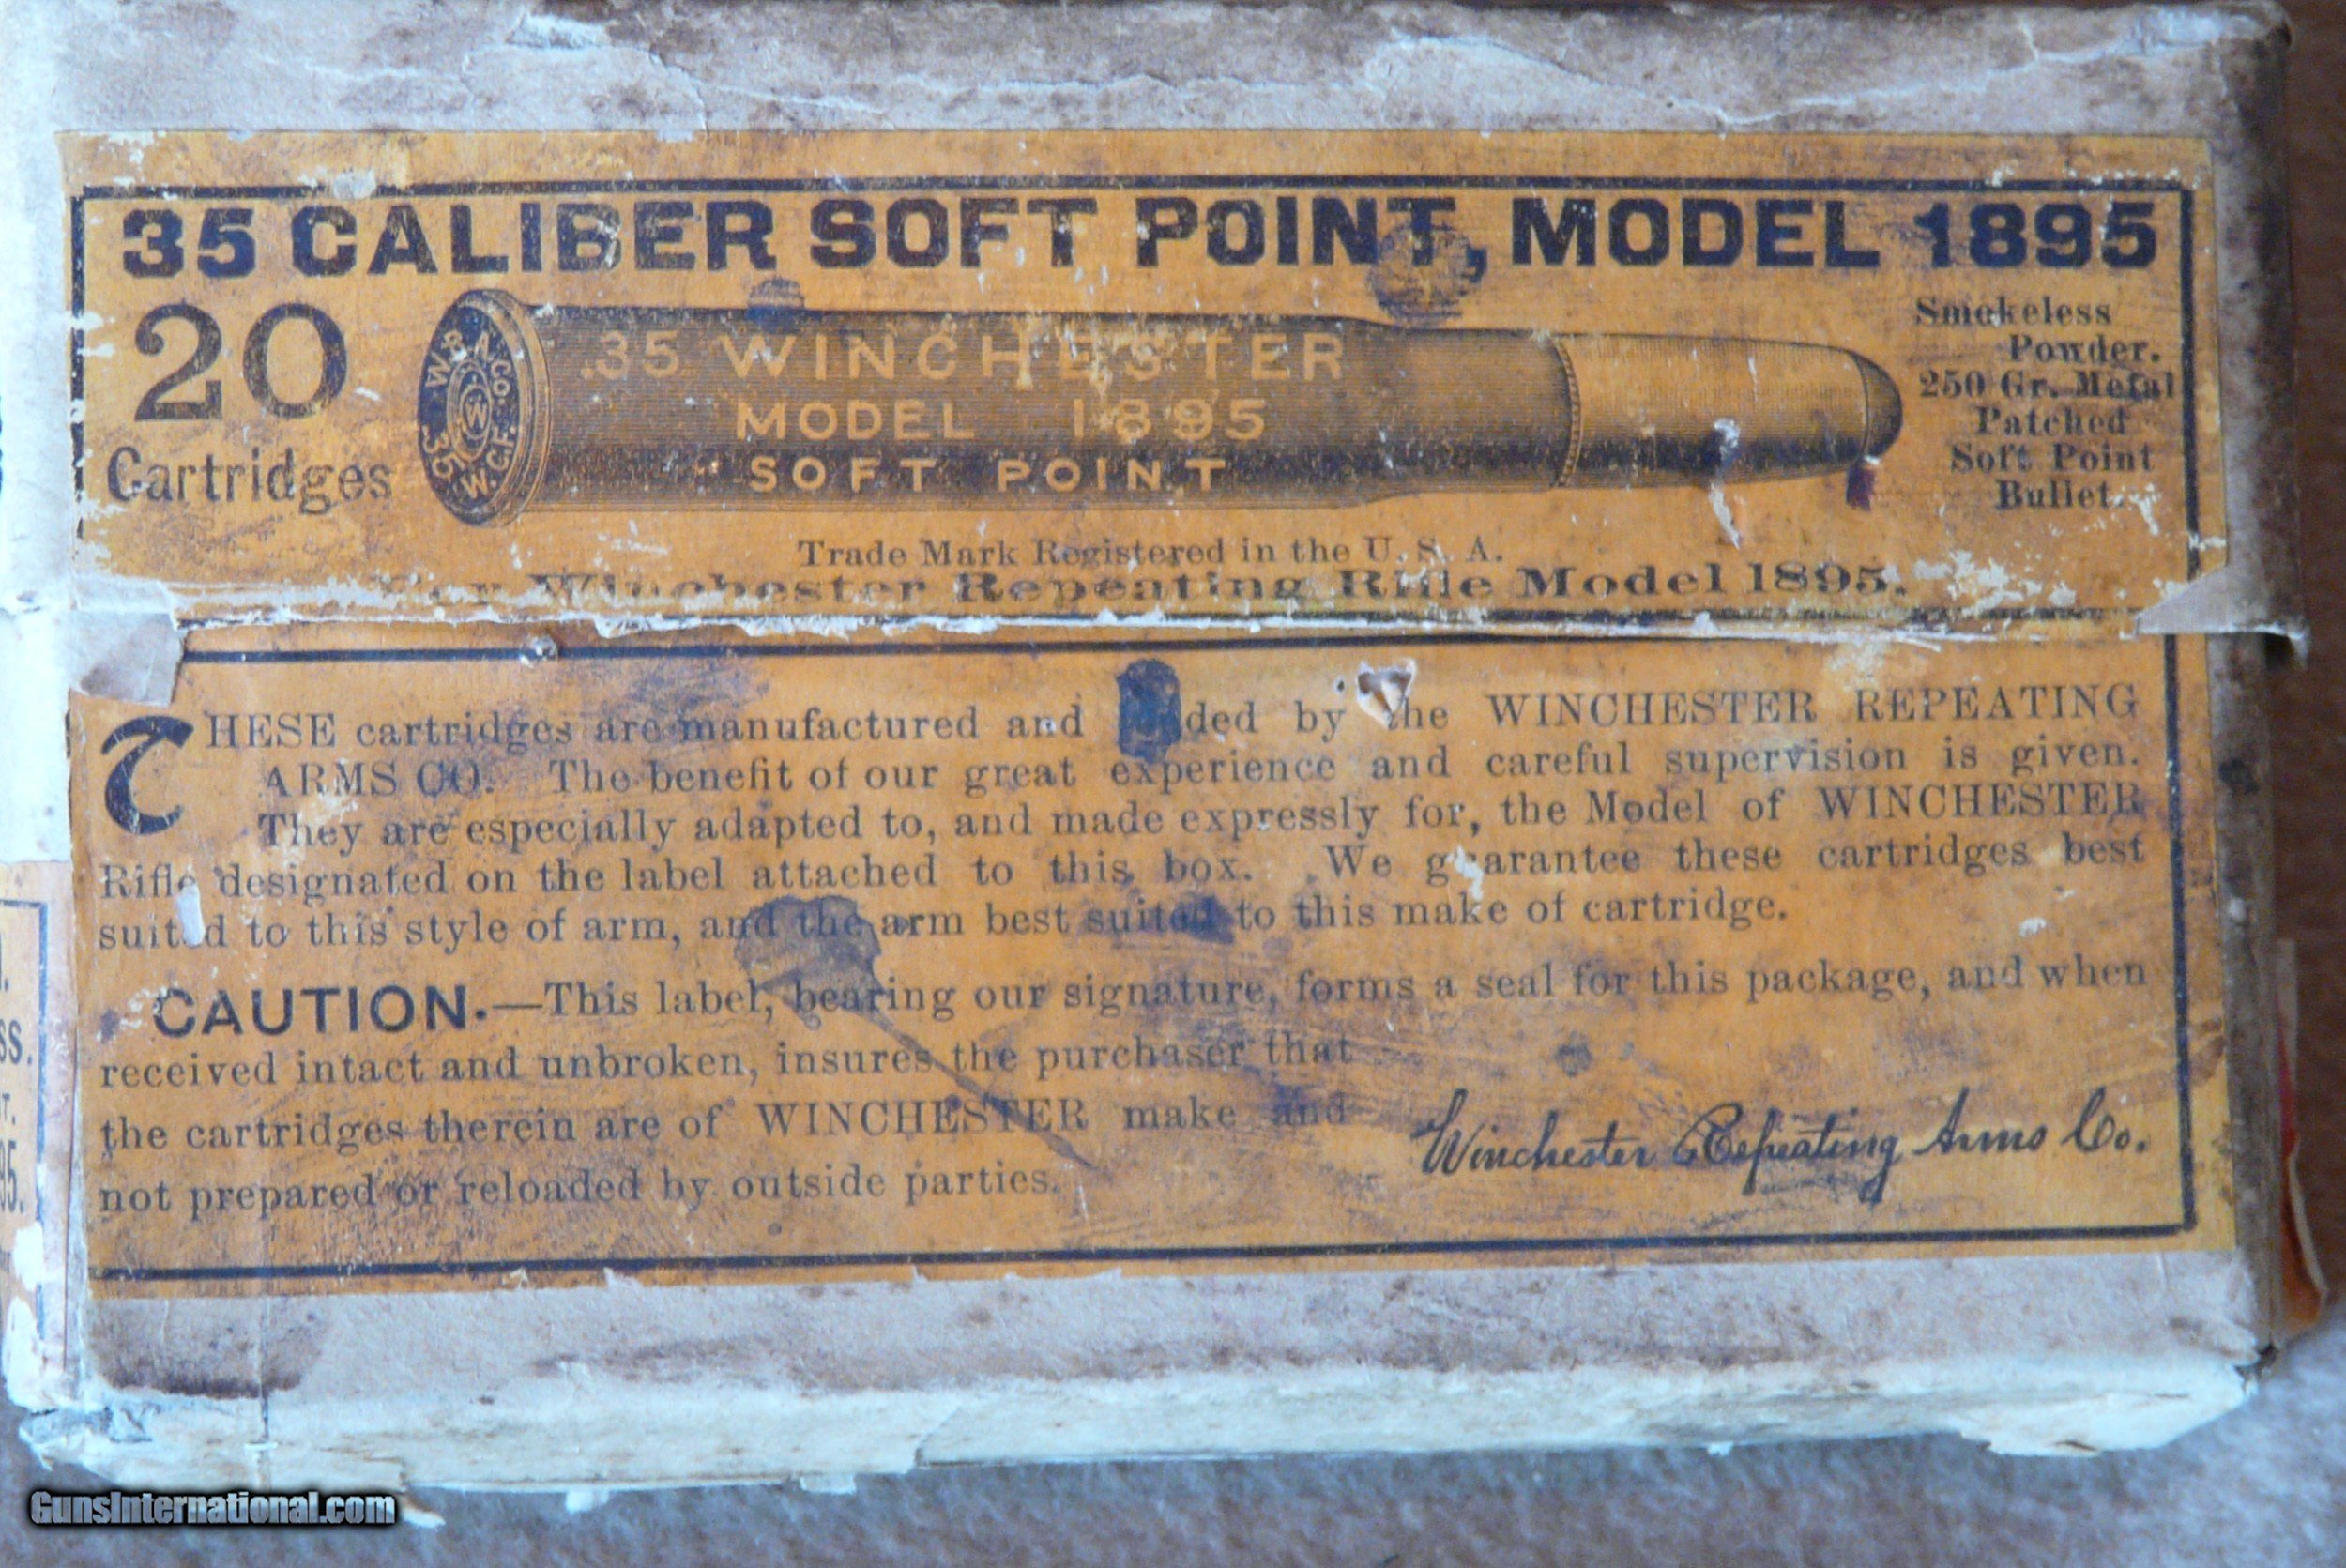 35 CALIBER SOFT POINT, MODEL 1895
20
Cartridges
W.R.A.Co.
W
35 W.C.F.
.35 WINCHESTER
MODEL 1895
SOFT POINT
Smokeless
Powder.
250 Gr. Metal
Patched
Soft Point
Bullet.
Trade Mark Registered in the U. S. A.
For Winchester Repeating Rifle Model 1895.
THESE cartridges are manufactured and loaded by the WINCHESTER REPEATING
ARMS CO. The benefit of our great experience and careful supervision is given.
They are especially adapted to, and made expressly for, the Model of WINCHESTER
Rifle designated on the label attached to this box. We guarantee these cartridges best
suited to this style of arm, and the arm best suited to this make of cartridge.
CAUTION.—This label, bearing our signature, forms a seal for this package, and when
received intact and unbroken, insures the purchaser that
the cartridges therein are of WINCHESTER make and
not prepared or reloaded by outside parties.
Winchester Repeating Arms Co.
GunsInternational.com